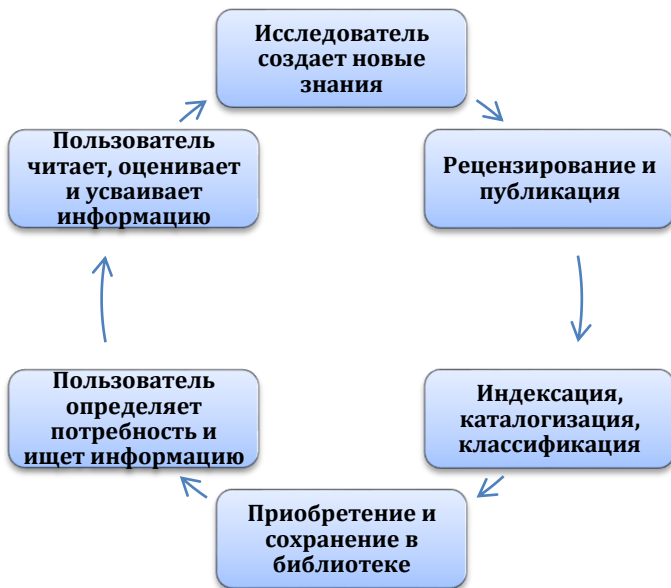 Исследователь
создает новые
знания
Рецензирование и
публикация
Индексация,
каталогизация,
классификация
Приобретение и
сохранение в
библиотеке
Пользователь
определяет
потребность и
ищет информацию
Пользователь
читает, оценивает
и усваивает
информацию